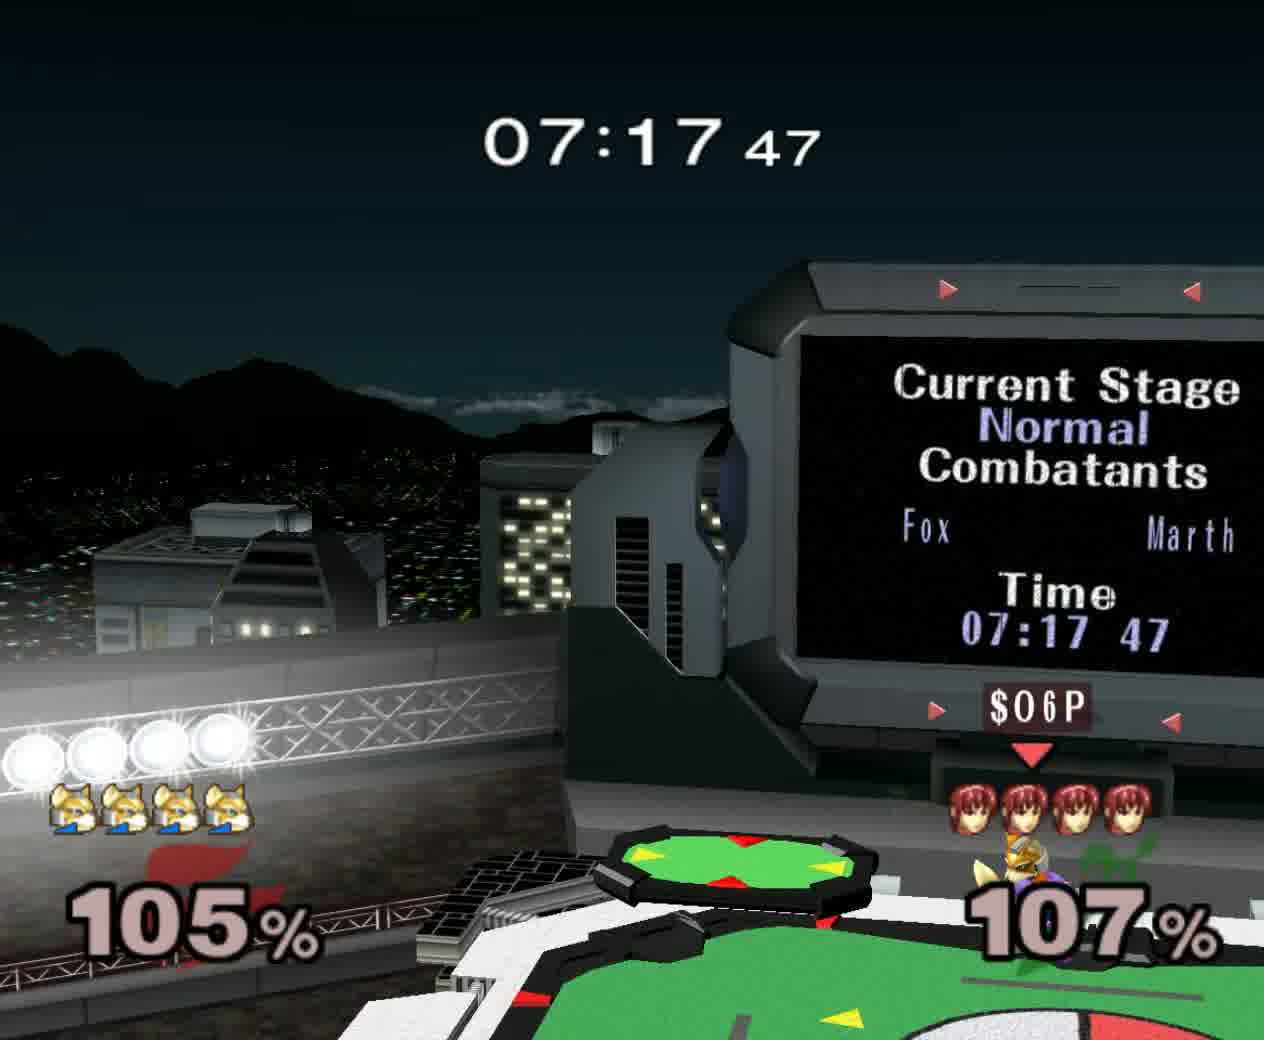 07:17 47
Current Stage
Normal
Combatants
Fox Marth
Time
07:17 47
$06P
105%
107%